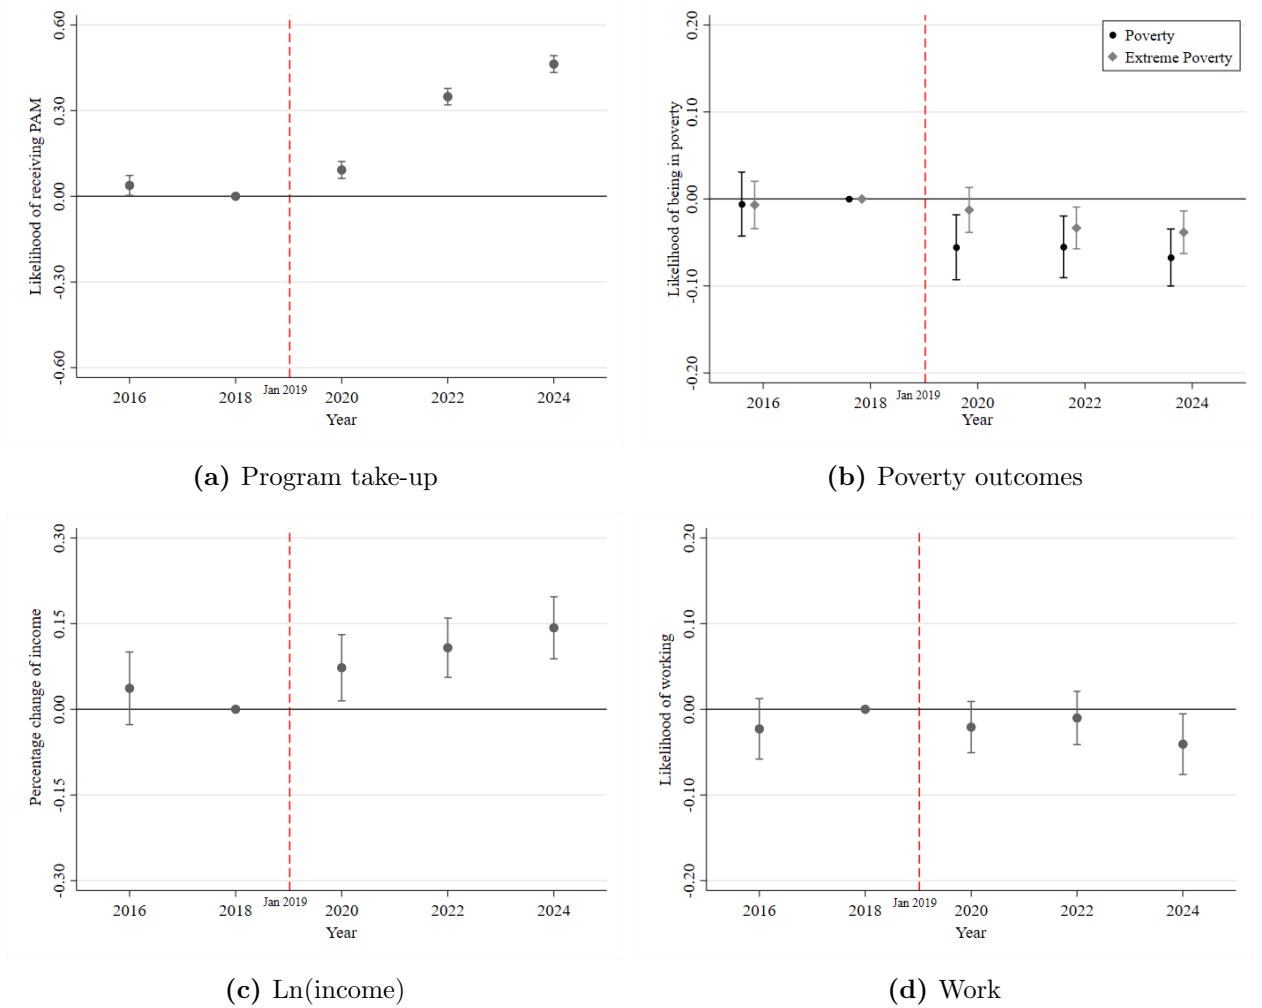 0.60
0.30
0.00
-0.30
-0.60
Likelihood of receiving PAM
2016
2018
Jan 2019
2020
2022
2024
Year
(a) Program take-up
0.20
0.10
0.00
-0.10
-0.20
Likelihood of being in poverty
Poverty
Extreme Poverty
2016
2018
Jan 2019
2020
2022
2024
Year
(b) Poverty outcomes
0.30
0.15
0.00
-0.15
-0.30
Percentage change of income
2016
2018
Jan 2019
2020
2022
2024
Year
(c) Ln(income)
0.20
0.10
0.00
-0.10
-0.20
Likelihood of working
2016
2018
Jan 2019
2020
2022
2024
Year
(d) Work